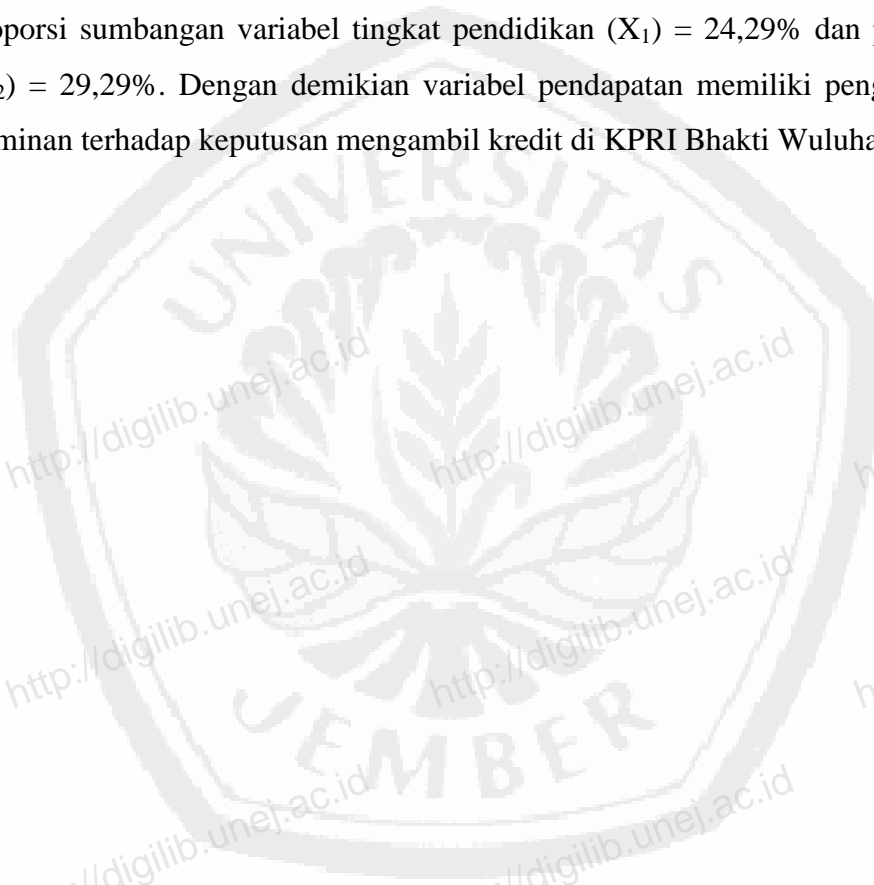 oporsi sumbangan variabel tingkat pendidikan (X₁) = 24,29% dan p
₂) = 29,29%. Dengan demikian variabel pendapatan memiliki peng
minan terhadap keputusan mengambil kredit di KPRI Bhakti Wuluha
UNIVERSITAS
http://digilib.unej.ac.id http://digilib.unej.ac.id h
http://digilib.unej.ac.id http://digilib.unej.ac.id h
JEMBER
://digilib.unej.ac.id ://digilib.unej.ac.id